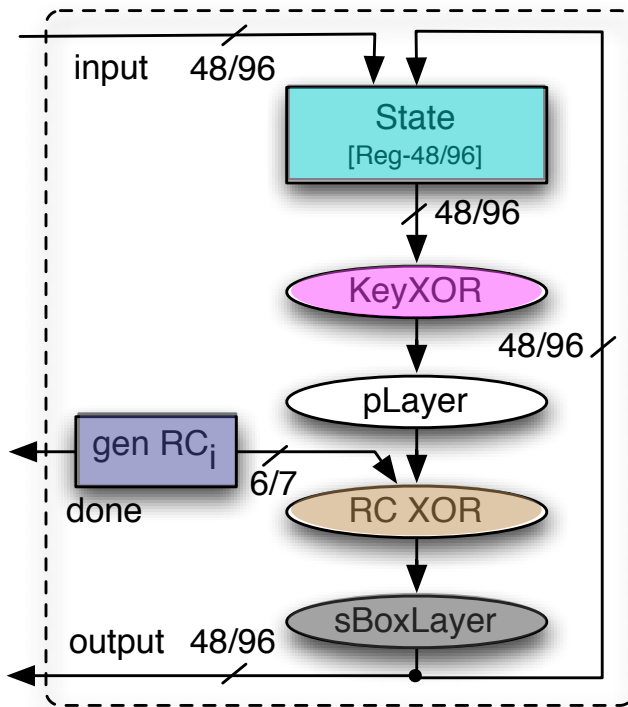 input 48/96
State
[Reg-48/96]
48/96
KeyXOR
48/96
pLayer
gen RCi
6/7
done
RC XOR
sBoxLayer
output 48/96